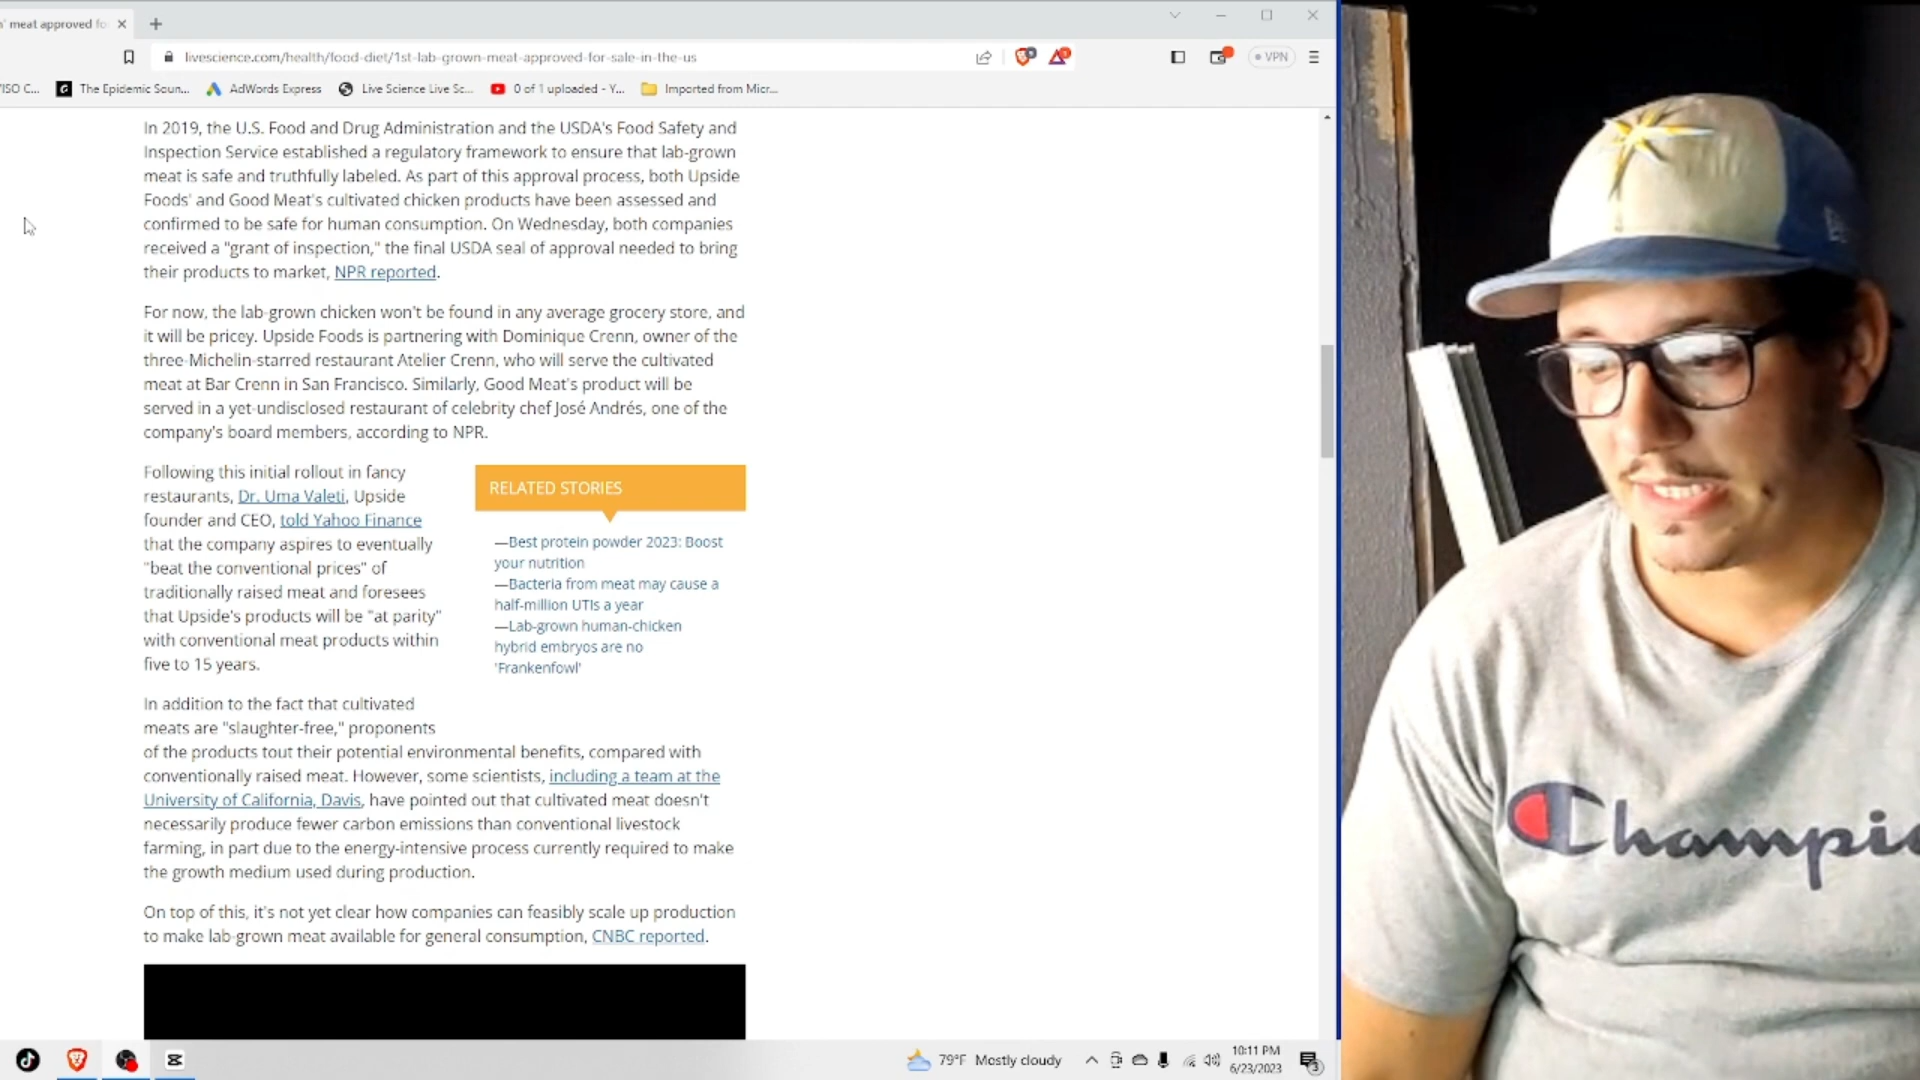 s' meat approved fo
livescience.com/health/food-diet/1st-lab-grown-meat-approved-for-sale-in-the-us
VPN
YISO C...
The Epidemic Soun...
AdWords Express
Live Science Live Sc...
0 of 1 uploaded - Y...
Imported from Micr...
In 2019, the U.S. Food and Drug Administration and the USDA's Food Safety and
Inspection Service established a regulatory framework to ensure that lab-grown
meat is safe and truthfully labeled. As part of this approval process, both Upside
Foods' and Good Meat's cultivated chicken products have been assessed and
confirmed to be safe for human consumption. On Wednesday, both companies
received a "grant of inspection," the final USDA seal of approval needed to bring
their products to market, NPR reported.
For now, the lab-grown chicken won't be found in any average grocery store, and
it will be pricey. Upside Foods is partnering with Dominique Crenn, owner of the
three-Michelin-starred restaurant Atelier Crenn, who will serve the cultivated
meat at Bar Crenn in San Francisco. Similarly, Good Meat's product will be
served in a yet-undisclosed restaurant of celebrity chef José Andrés, one of the
company's board members, according to NPR.
Following this initial rollout in fancy
restaurants, Dr. Uma Valeti, Upside
founder and CEO, told Yahoo Finance
that the company aspires to eventually
"beat the conventional prices" of
traditionally raised meat and foresees
that Upside's products will be "at parity"
with conventional meat products within
five to 15 years.
RELATED STORIES
—Best protein powder 2023: Boost
your nutrition
—Bacteria from meat may cause a
half-million UTIs a year
—Lab-grown human-chicken
hybrid embryos are no
'Frankenfowl'
In addition to the fact that cultivated
meats are "slaughter-free," proponents
of the products tout their potential environmental benefits, compared with
conventionally raised meat. However, some scientists, including a team at the
University of California, Davis, have pointed out that cultivated meat doesn't
necessarily produce fewer carbon emissions than conventional livestock
farming, in part due to the energy-intensive process currently required to make
the growth medium used during production.
On top of this, it's not yet clear how companies can feasibly scale up production
to make lab-grown meat available for general consumption, CNBC reported.
79°F Mostly cloudy
10:11 PM
6/23/2023
3
Champio